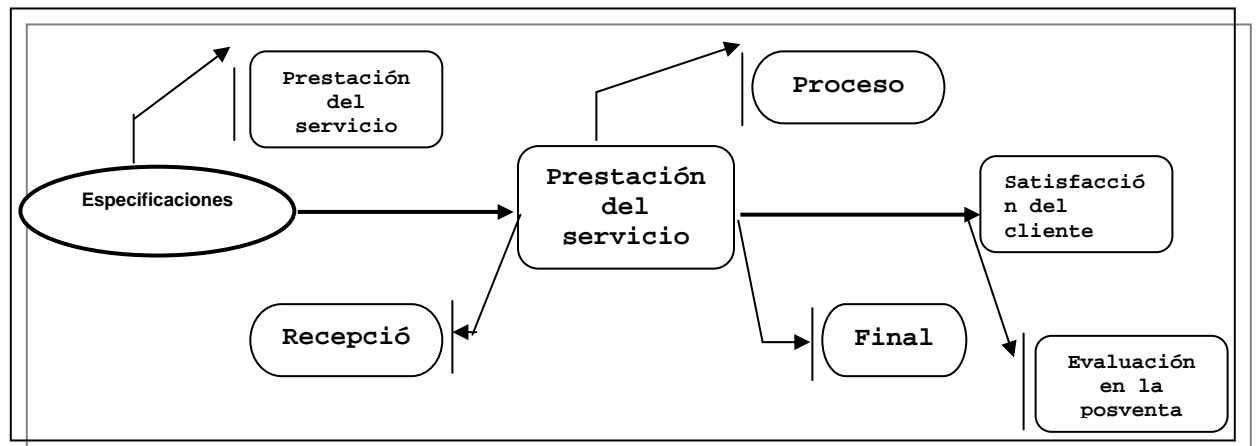 Prestación
del
servicio
Proceso
Especificaciones
Prestación
del
servicio
Satisfacció
n del
cliente
Recepció
Final
Evaluación
en la
posventa